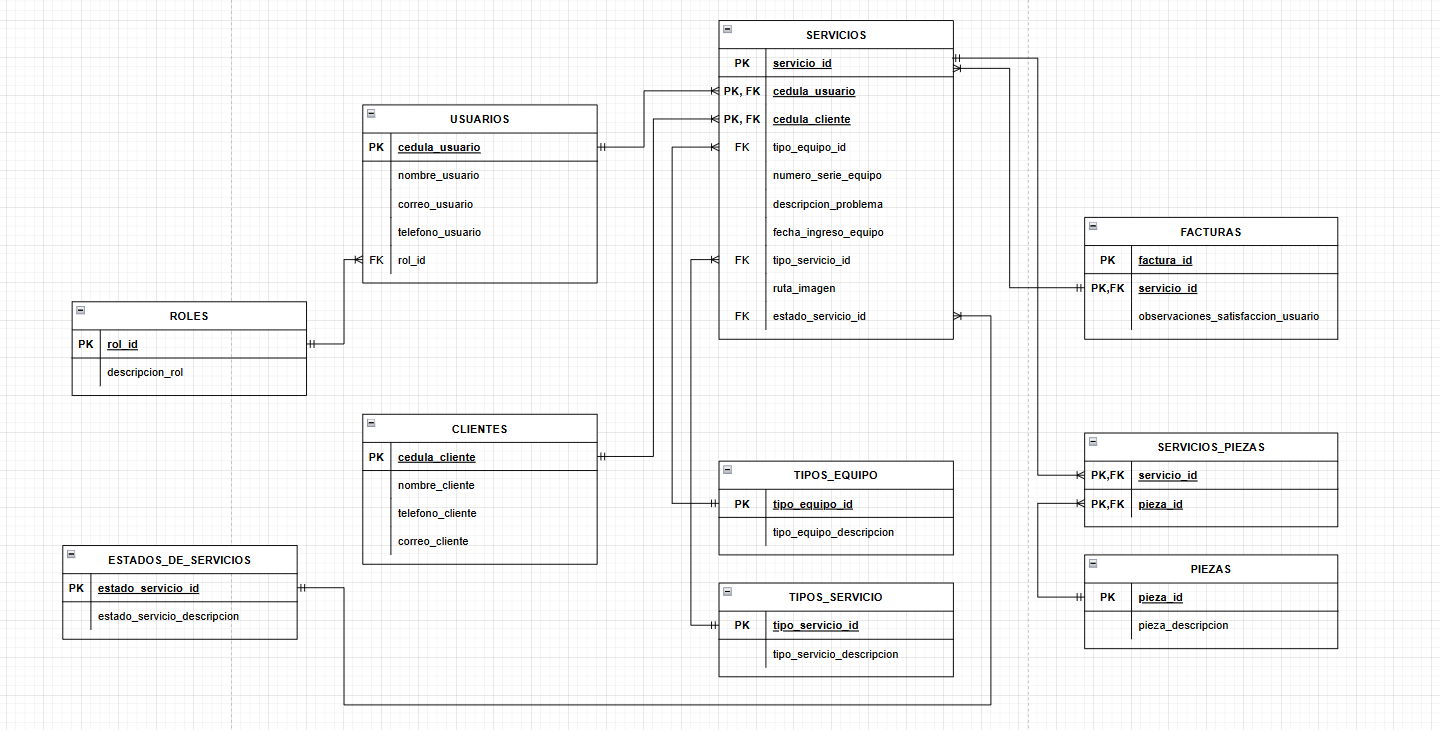 SERVICIOS
PK servicio_id
PK, FK cedula_usuario
PK, FK cedula_cliente
FK tipo_equipo_id
numero_serie_equipo
descripcion_problema
fecha_ingreso_equipo
FK tipo_servicio_id
ruta_imagen
FK estado_servicio_id
USUARIOS
PK cedula_usuario
nombre_usuario
correo_usuario
telefono_usuario
FK rol_id
FACTURAS
PK factura_id
PK,FK servicio_id
observaciones_satisfaccion_usuario
ROLES
PK rol_id
descripcion_rol
CLIENTES
PK cedula_cliente
nombre_cliente
telefono_cliente
correo_cliente
SERVICIOS_PIEZAS
PK,FK servicio_id
PK,FK pieza_id
TIPOS_EQUIPO
PK tipo_equipo_id
tipo_equipo_descripcion
ESTADOS_DE_SERVICIOS
PK estado_servicio_id
estado_servicio_descripcion
PIEZAS
PK pieza_id
pieza_descripcion
TIPOS_SERVICIO
PK tipo_servicio_id
tipo_servicio_descripcion